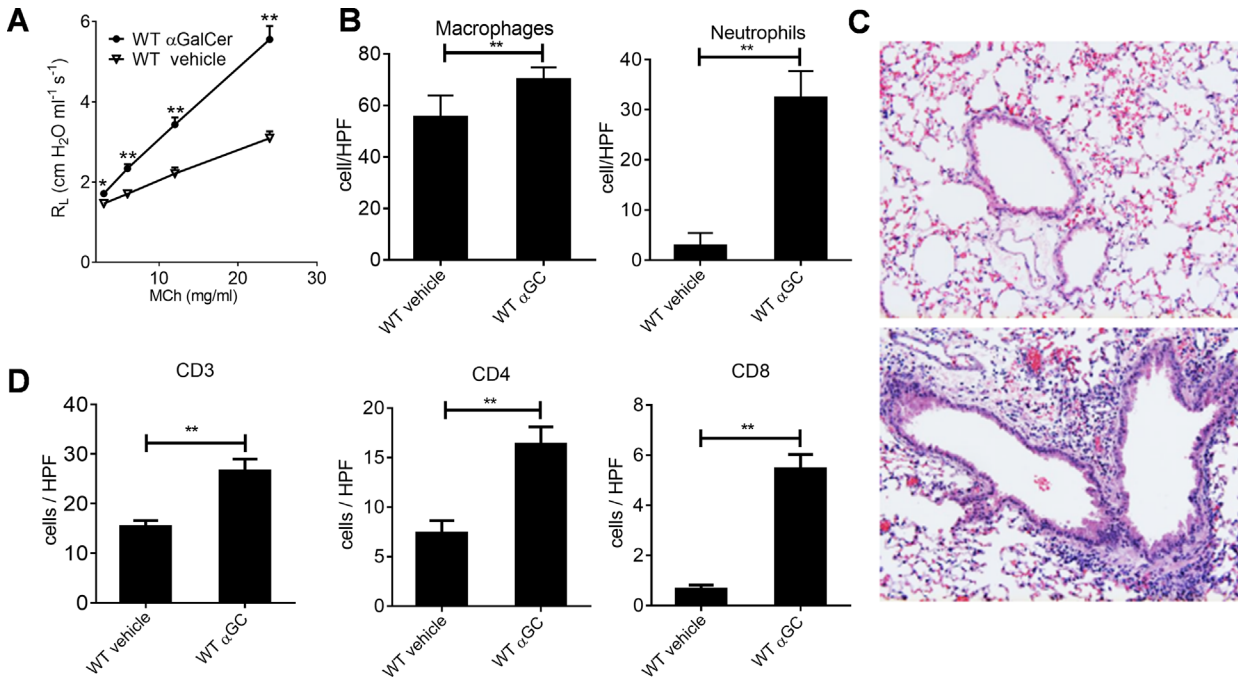 A
WT αGalCer
WT vehicle
R_L (cm H₂O ml⁻¹ s⁻¹)
6
4
2
0
*
**
**
**
10
20
30
MCh (mg/ml)
B
Macrophages
**
cell/HPF
80
60
40
20
0
WT vehicle
WT αGC
Neutrophils
**
cell/HPF
40
30
20
10
0
WT vehicle
WT αGC
C
D
CD3
**
cells / HPF
40
30
20
10
0
WT vehicle
WT αGC
CD4
**
cells / HPF
20
15
10
5
0
WT vehicle
WT αGC
CD8
**
cells / HPF
8
6
4
2
0
WT vehicle
WT αGC